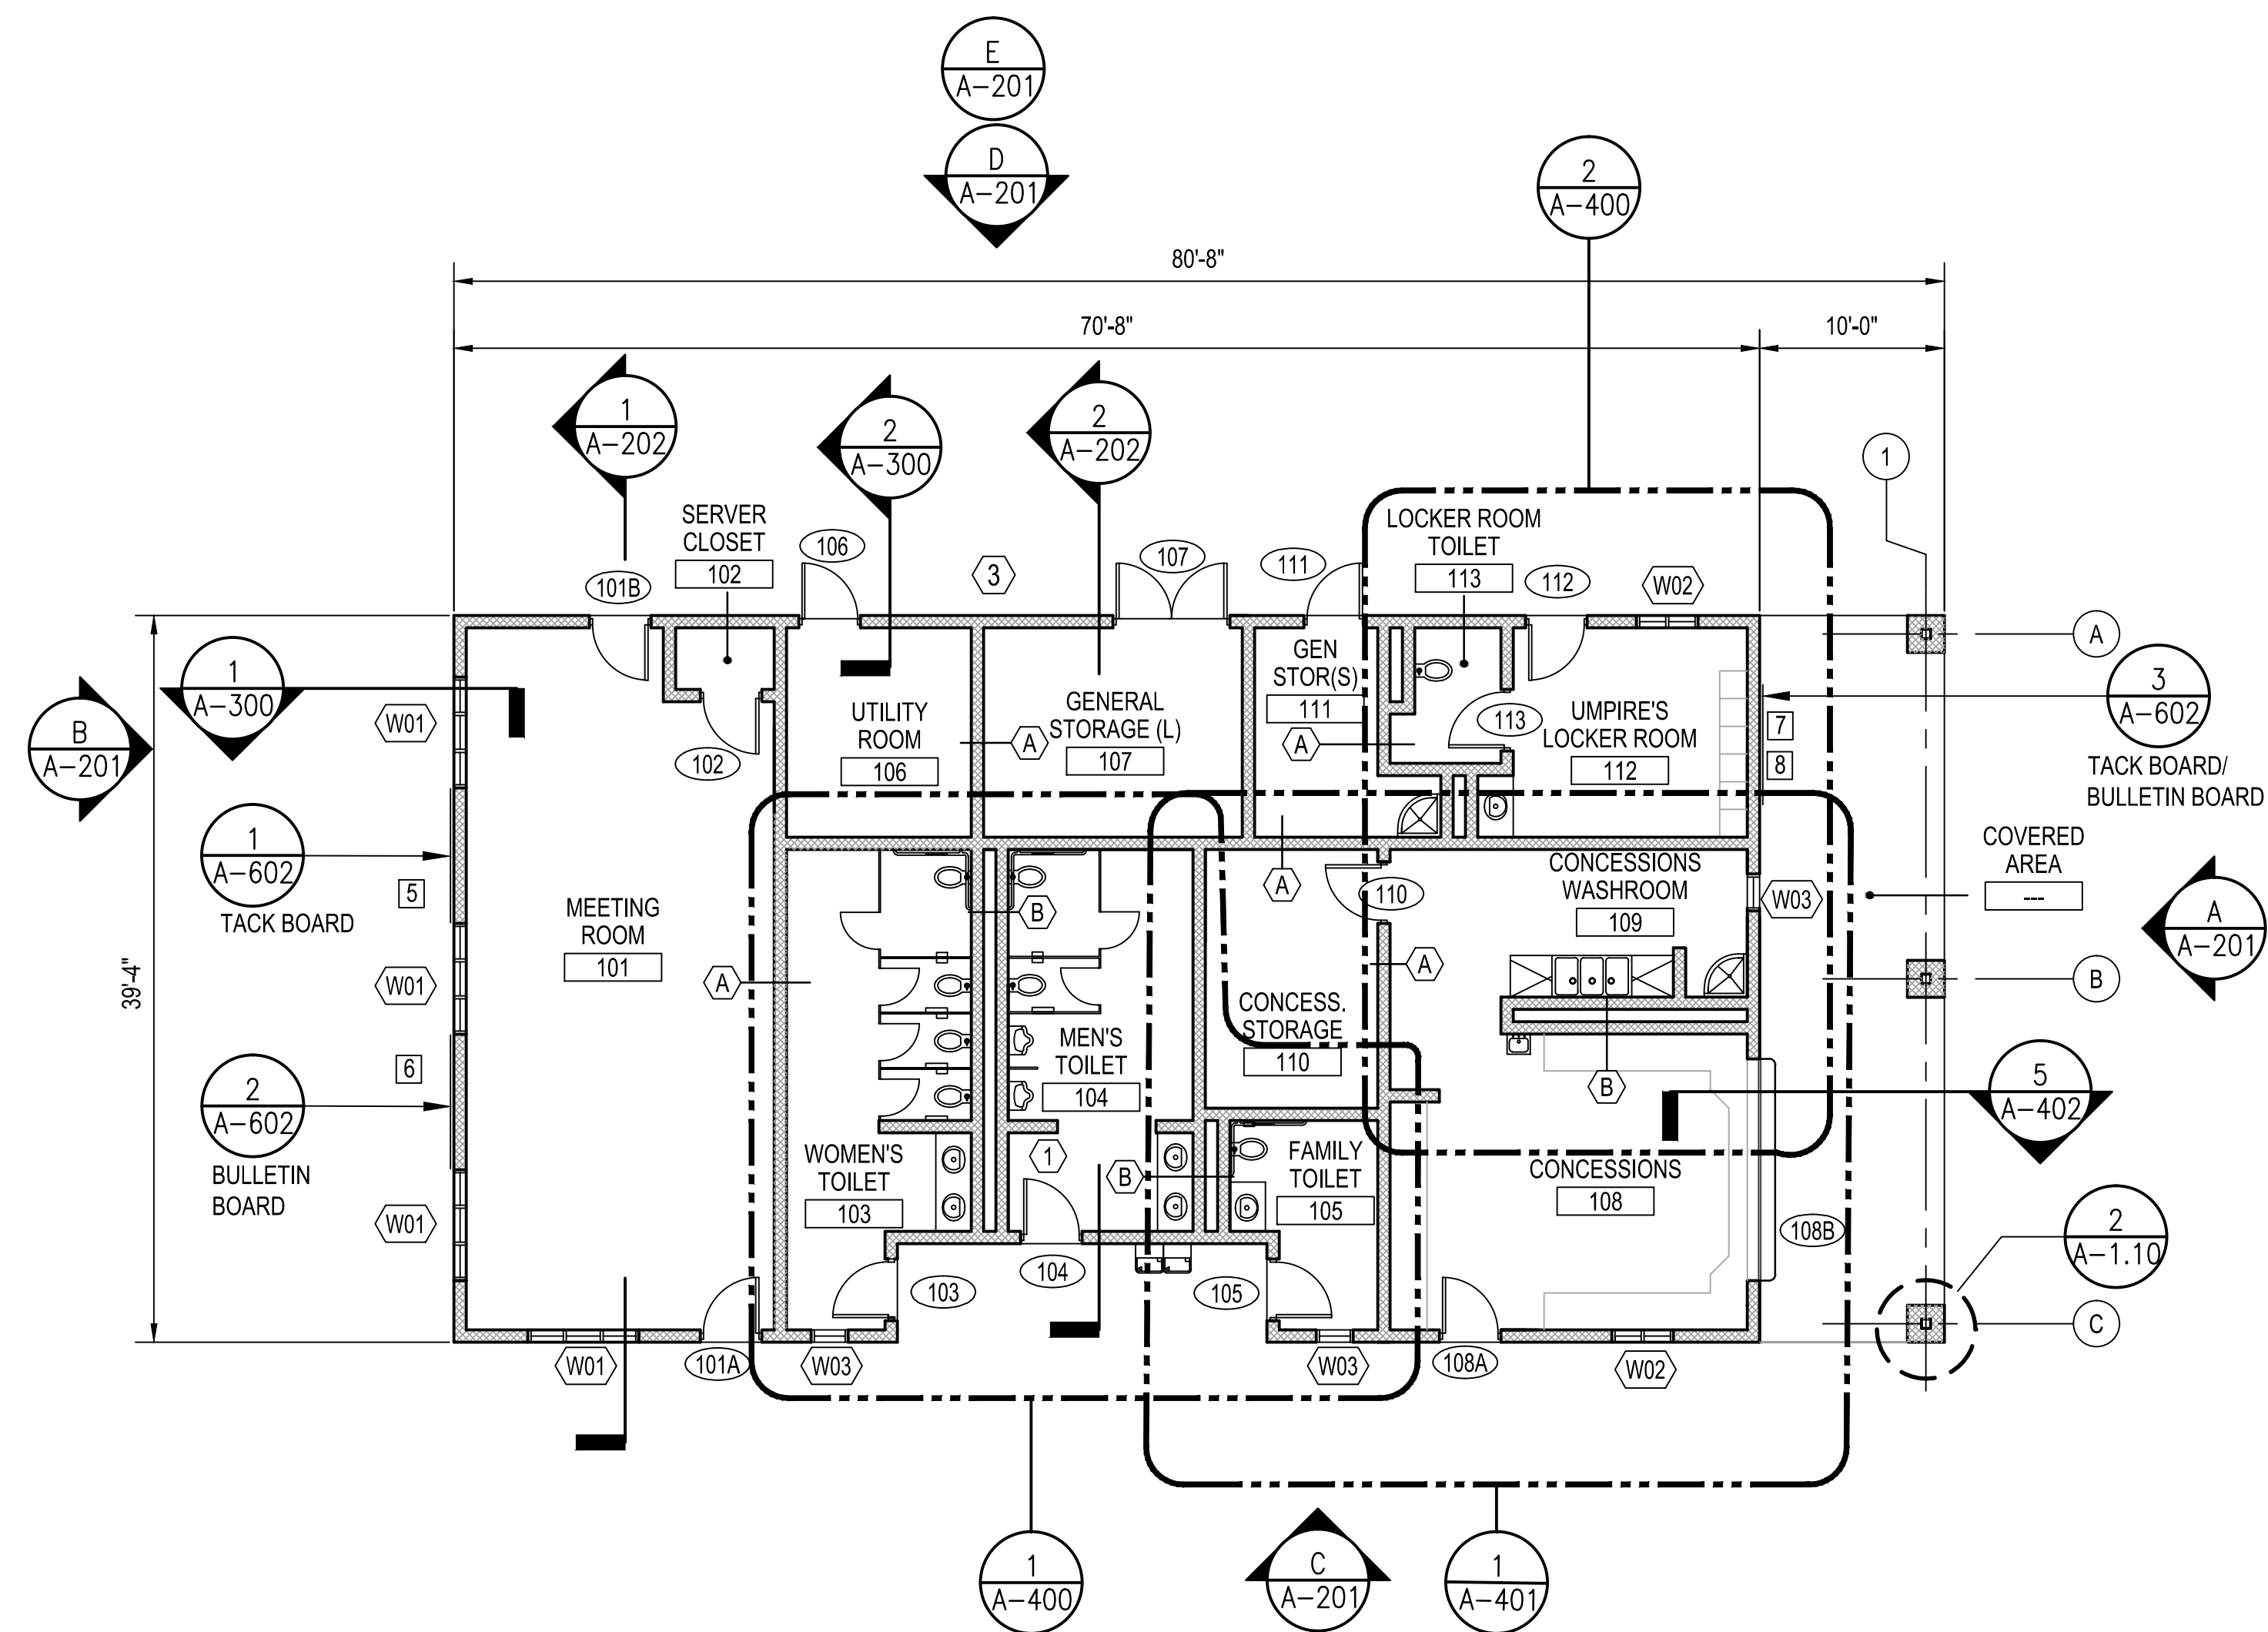 E
A-201
D
A-201
2
A-400
80'-8"
70'-8"
10'-0"
1
A-202
2
A-300
2
A-202
1
SERVER
CLOSET
102
LOCKER ROOM
TOILET
113
101B
106
3
107
111
112
W02
A
1
A-300
B
A-201
W01
102
UTILITY
ROOM
106
A
GENERAL
STORAGE (L)
107
GEN
STOR(S)
111
A
113
UMPIRE'S
LOCKER ROOM
112
7
8
3
A-602
TACK BOARD/
BULLETIN BOARD
1
A-602
TACK BOARD
5
MEETING
ROOM
101
A
B
A
110
CONCESSIONS
WASHROOM
109
W03
COVERED
AREA
---
A
A-201
39'-4"
W01
A
B
CONCESS.
STORAGE
110
MEN'S
TOILET
104
6
2
A-602
BULLETIN
BOARD
B
5
A-402
WOMEN'S
TOILET
103
1
B
FAMILY
TOILET
105
CONCESSIONS
108
W01
108B
2
A-1.10
103
104
105
C
W01
101A
W03
W03
108A
W02
1
A-400
C
A-201
1
A-401